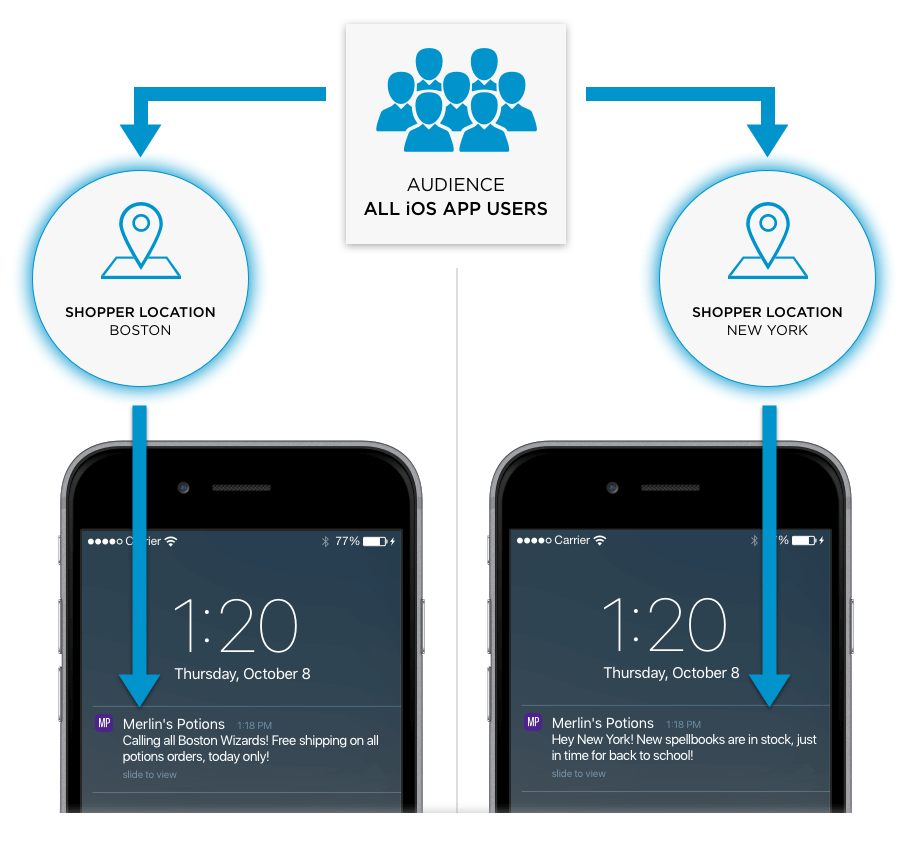 AUDIENCE
ALL iOS APP USERS
SHOPPER LOCATION
BOSTON
SHOPPER LOCATION
NEW YORK
77%
1:20
Thursday, October 8
MP
Merlin's Potions 1:18 PM
Calling all Boston Wizards! Free shipping on all
potions orders, today only!
slide to view
Carrier
%
1:20
Thursday, October 8
MP
Merlin's Potions 1:18 PM
Hey New York! New spellbooks are in stock, just
in time for back to school!
slide to view